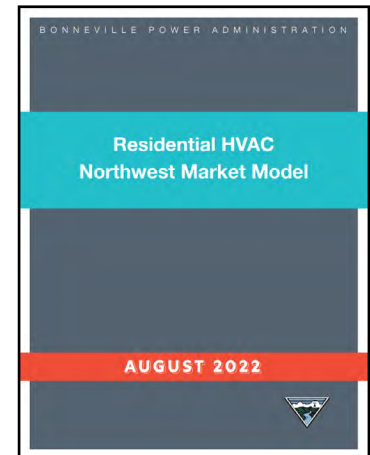 BONNEVILLE POWER ADMINISTRATION
Residential HVAC
Northwest Market Model
AUGUST 2022